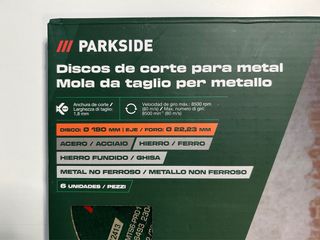 /// PARKSIDE
Discos de corte para metal
Mola da taglio per metallo
Anchura de corte /
Larghezza di taglio:
1,8 mm
Velocidad de giro máx.: 8500 rpm
(80 m/s) / Max. numero di giri:
8500 min⁻¹ (80 m/s)
DISCO: Ø 180 MM | EJE / FORO: Ø 22,23 MM
ACERO / ACCIAIO
HIERRO / FERRO
HIERRO FUNDIDO / GHISA
METAL NO FERROSO / METALLO NON FERROSO
6 UNIDADES / PEZZI
2413